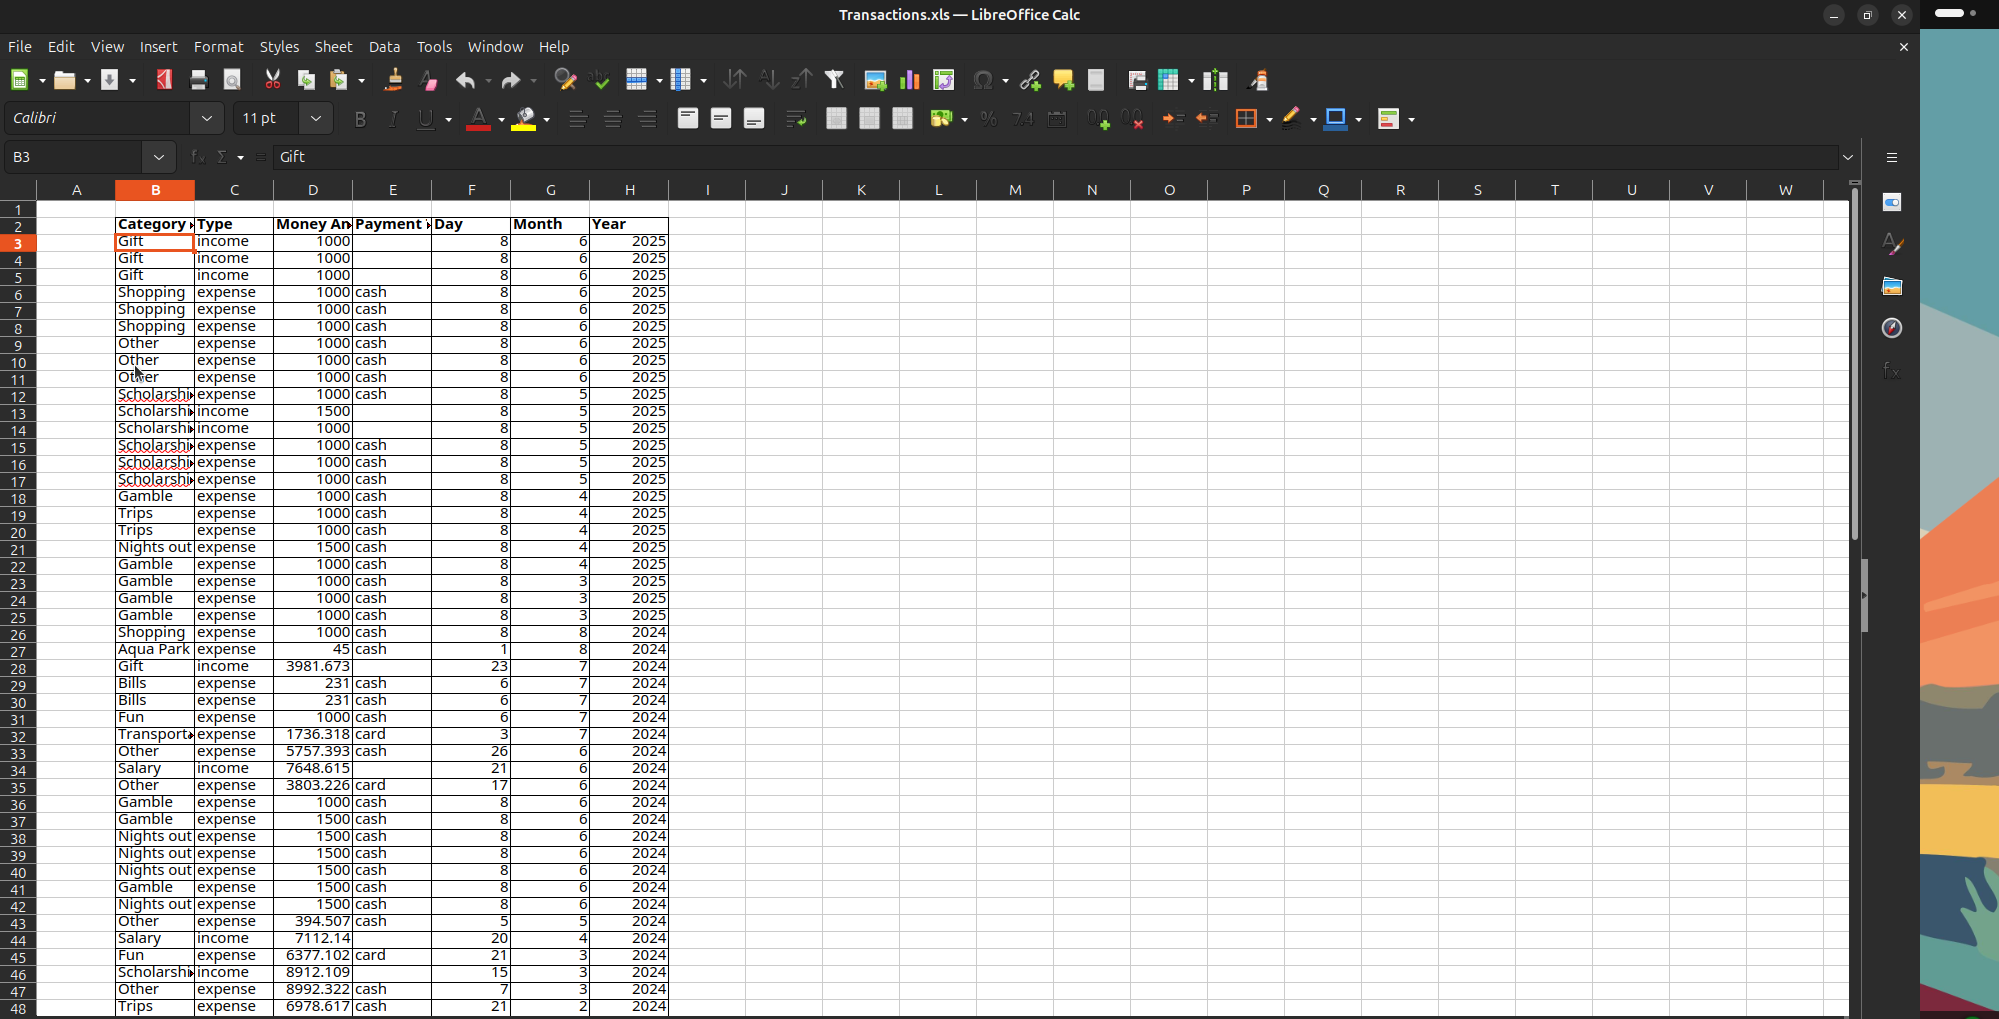 Transactions.xls — LibreOffice Calc
File Edit View Insert Format Styles Sheet Data Tools Window Help
Calibri 11 pt
B3 Gift
A B C D E F G H I J K L M N O P Q R S T U V W
1
2 Category Type Money An Payment Day Month Year
3 Gift income 1000 8 6 2025
4 Gift income 1000 8 6 2025
5 Gift income 1000 8 6 2025
6 Shopping expense 1000 cash 8 6 2025
7 Shopping expense 1000 cash 8 6 2025
8 Shopping expense 1000 cash 8 6 2025
9 Other expense 1000 cash 8 6 2025
10 Other expense 1000 cash 8 6 2025
11 Other expense 1000 cash 8 6 2025
12 Scholarshi expense 1000 cash 8 5 2025
13 Scholarshi income 1500 8 5 2025
14 Scholarshi income 1000 8 5 2025
15 Scholarshi expense 1000 cash 8 5 2025
16 Scholarshi expense 1000 cash 8 5 2025
17 Scholarshi expense 1000 cash 8 5 2025
18 Gamble expense 1000 cash 8 4 2025
19 Trips expense 1000 cash 8 4 2025
20 Trips expense 1000 cash 8 4 2025
21 Nights out expense 1500 cash 8 4 2025
22 Gamble expense 1000 cash 8 4 2025
23 Gamble expense 1000 cash 8 3 2025
24 Gamble expense 1000 cash 8 3 2025
25 Gamble expense 1000 cash 8 3 2025
26 Shopping expense 1000 cash 8 8 2024
27 Aqua Park expense 45 cash 1 8 2024
28 Gift income 3981.673 23 7 2024
29 Bills expense 231 cash 6 7 2024
30 Bills expense 231 cash 6 7 2024
31 Fun expense 1000 cash 6 7 2024
32 Transport expense 1736.318 card 3 7 2024
33 Other expense 5757.393 cash 26 6 2024
34 Salary income 7648.615 21 6 2024
35 Other expense 3803.226 card 17 6 2024
36 Gamble expense 1000 cash 8 6 2024
37 Gamble expense 1500 cash 8 6 2024
38 Nights out expense 1500 cash 8 6 2024
39 Nights out expense 1500 cash 8 6 2024
40 Nights out expense 1500 cash 8 6 2024
41 Gamble expense 1500 cash 8 6 2024
42 Nights out expense 1500 cash 8 6 2024
43 Other expense 394.507 cash 5 5 2024
44 Salary income 7112.14 20 4 2024
45 Fun expense 6377.102 card 21 3 2024
46 Scholarshi income 8912.109 15 3 2024
47 Other expense 8992.322 cash 7 3 2024
48 Trips expense 6978.617 cash 21 2 2024